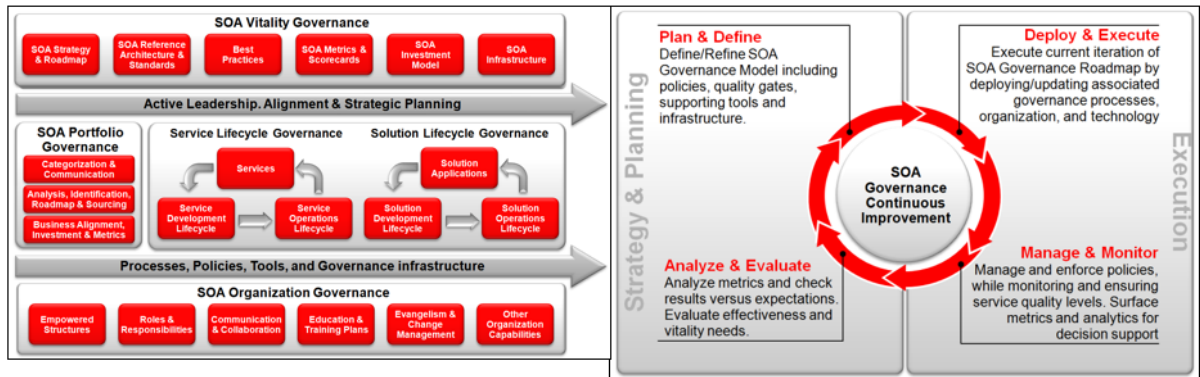 SOA Vitality Governance
SOA Strategy
& Roadmap
SOA Reference
Architecture &
Standards
Best
Practices
SOA Metrics &
Scorecards
SOA
Investment
Model
SOA
Infrastructure
Active Leadership. Alignment & Strategic Planning
SOA Portfolio
Governance
Categorization &
Communication
Analysis, Identification,
Roadmap & Sourcing
Business Alignment,
Investment & Metrics
Service Lifecycle Governance
Services
Service
Development
Lifecycle
Service
Operations
Lifecycle
Solution Lifecycle Governance
Solution
Applications
Solution
Development
Lifecycle
Solution
Operations
Lifecycle
Processes, Policies, Tools, and Governance infrastructure
SOA Organization Governance
Empowered
Structures
Roles &
Responsibilities
Communication
& Collaboration
Education &
Training Plans
Evangelism &
Change
Management
Other
Organization
Capabilities
Strategy & Planning
Plan & Define
Define/Refine SOA
Governance Model including
policies, quality gates,
supporting tools and
infrastructure.
Deploy & Execute
Execute current iteration of
SOA Governance Roadmap by
deploying/updating associated
governance processes,
organization, and technology
Execution
SOA
Governance
Continuous
Improvement
Analyze & Evaluate
Analyze metrics and check
results versus expectations.
Evaluate effectiveness and
vitality needs.
Manage & Monitor
Manage and enforce policies,
while monitoring and ensuring
service quality levels. Surface
metrics and analytics for
decision support